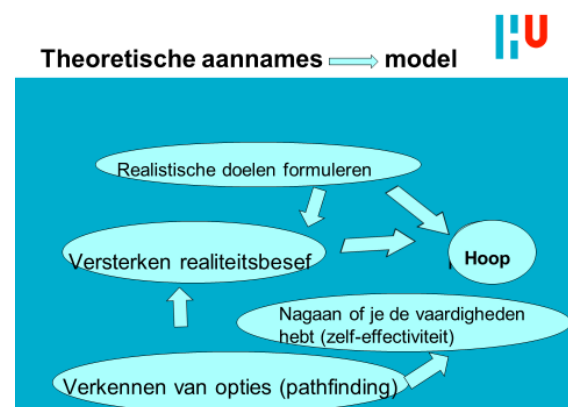 HU
Theoretische aannames model
Realistische doelen formuleren
Versterken realiteitsbesef
Hoop
Nagaan of je de vaardigheden
hebt (zelf-effectiviteit)
Verkennen van opties (pathfinding)